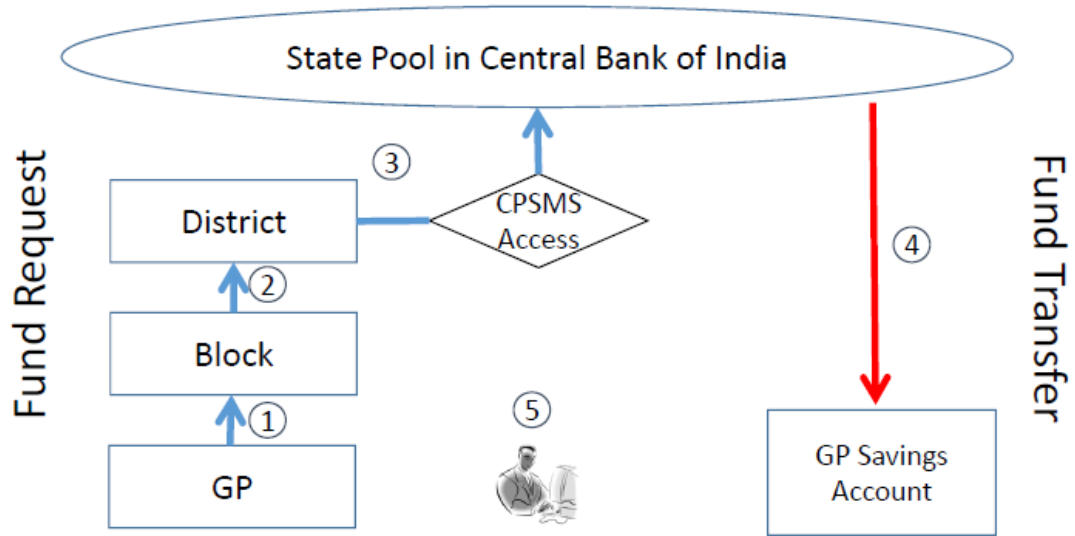 State Pool in Central Bank of India
Fund Request
③
District
CPSMS
Access
②
Block
①
GP
④
⑤
GP Savings
Account
Fund Transfer